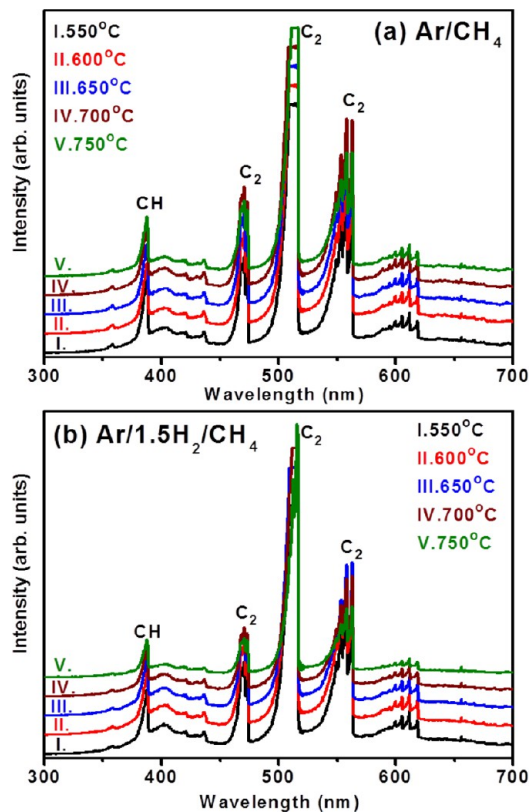 (a) Ar/CH₄
I.550°C
II.600°C
III.650°C
IV.700°C
V.750°C
C₂
C₂
CH
C₂
V.
IV.
III.
II.
I.
Intensity (arb. units)
300 400 500 600 700
Wavelength (nm)
(b) Ar/1.5H₂/CH₄
C₂
I.550°C
II.600°C
III.650°C
IV.700°C
V.750°C
C₂
C₂
CH
V.
IV.
III.
II.
I.
Intensity (arb. units)
300 400 500 600 700
Wavelength (nm)